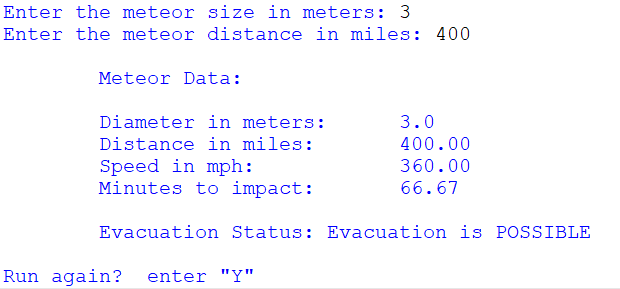 Enter the meteor size in meters: 3
Enter the meteor distance in miles: 400
Meteor Data:
Diameter in meters: 3.0
Distance in miles: 400.00
Speed in mph: 360.00
Minutes to impact: 66.67
Evacuation Status: Evacuation is POSSIBLE
Run again?  enter "Y"